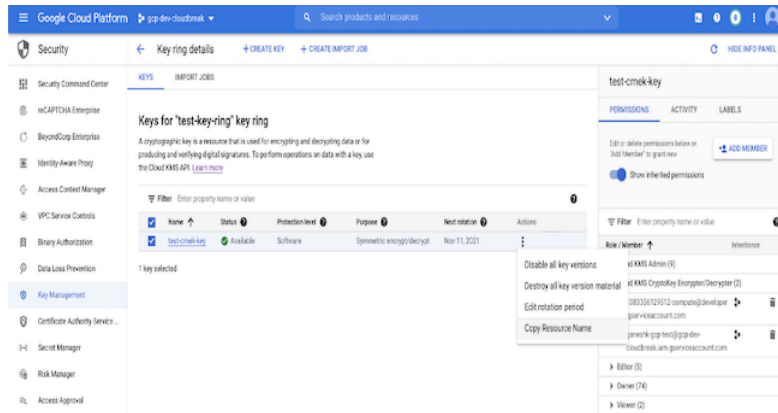 Google Cloud Platform gcp-dev-cloudbreak Search products and resources
Security
Key ring details
+ CREATE KEY
+ CREATE IMPORT JOB
HIDE INFO PANEL
Security Command Center
reCAPTCHA Enterprise
BeyondCorp Enterprise
Identity-Aware Proxy
Access Context Manager
VPC Service Controls
Binary Authorization
Data Loss Prevention
Key Management
Certificate Authority Service ...
Secret Manager
Risk Manager
Access Approval
KEYS IMPORT JOBS
Keys for "test-key-ring" key ring
A cryptographic key is a resource that is used for encrypting and decrypting data or for
producing and verifying digital signatures. To perform operations on data with a key, use
the Cloud KMS API. Learn more
Filter Enter property name or value
Name Status Protection level Purpose Next rotation Actions
test-cmek-key Available Software Symmetric encrypt/decrypt Nov 11, 2021
1 key selected
Disable all key versions
Destroy all key version material
Edit rotation period
Copy Resource Name
test-cmek-key
PERMISSIONS ACTIVITY LABELS
Edit or delete permissions below or
"Add Member" to grant new
ADD MEMBER
Show inherited permissions
Filter Enter property name or value
Role / Member Inheritance
ud KMS Admin (9)
ud KMS CryptoKey Encrypter/Decrypter (2)
compute@developer
.gserviceaccount.com
cloudbreak.iam.gserviceaccount.com
Editor (5)
Owner (74)
Viewer (2)